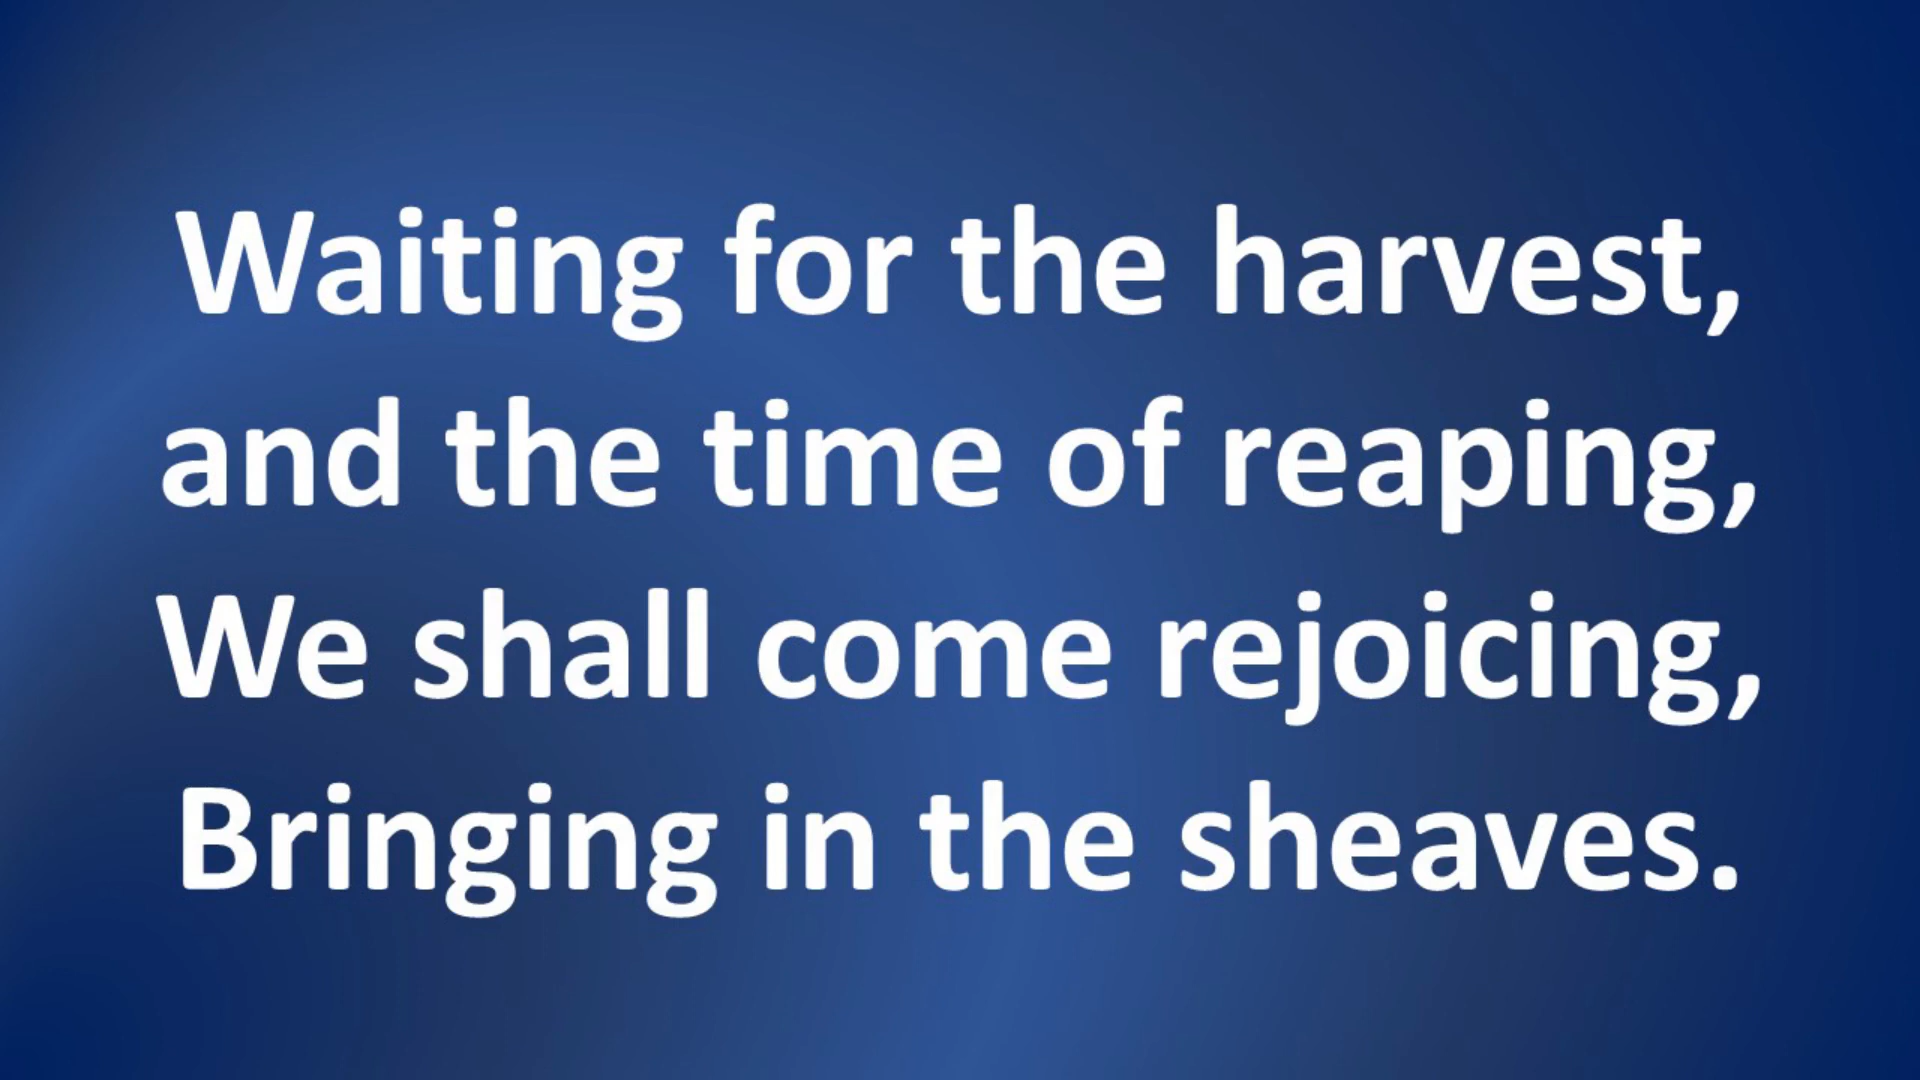 Waiting for the harvest,
and the time of reaping,
We shall come rejoicing,
Bringing in the sheaves.